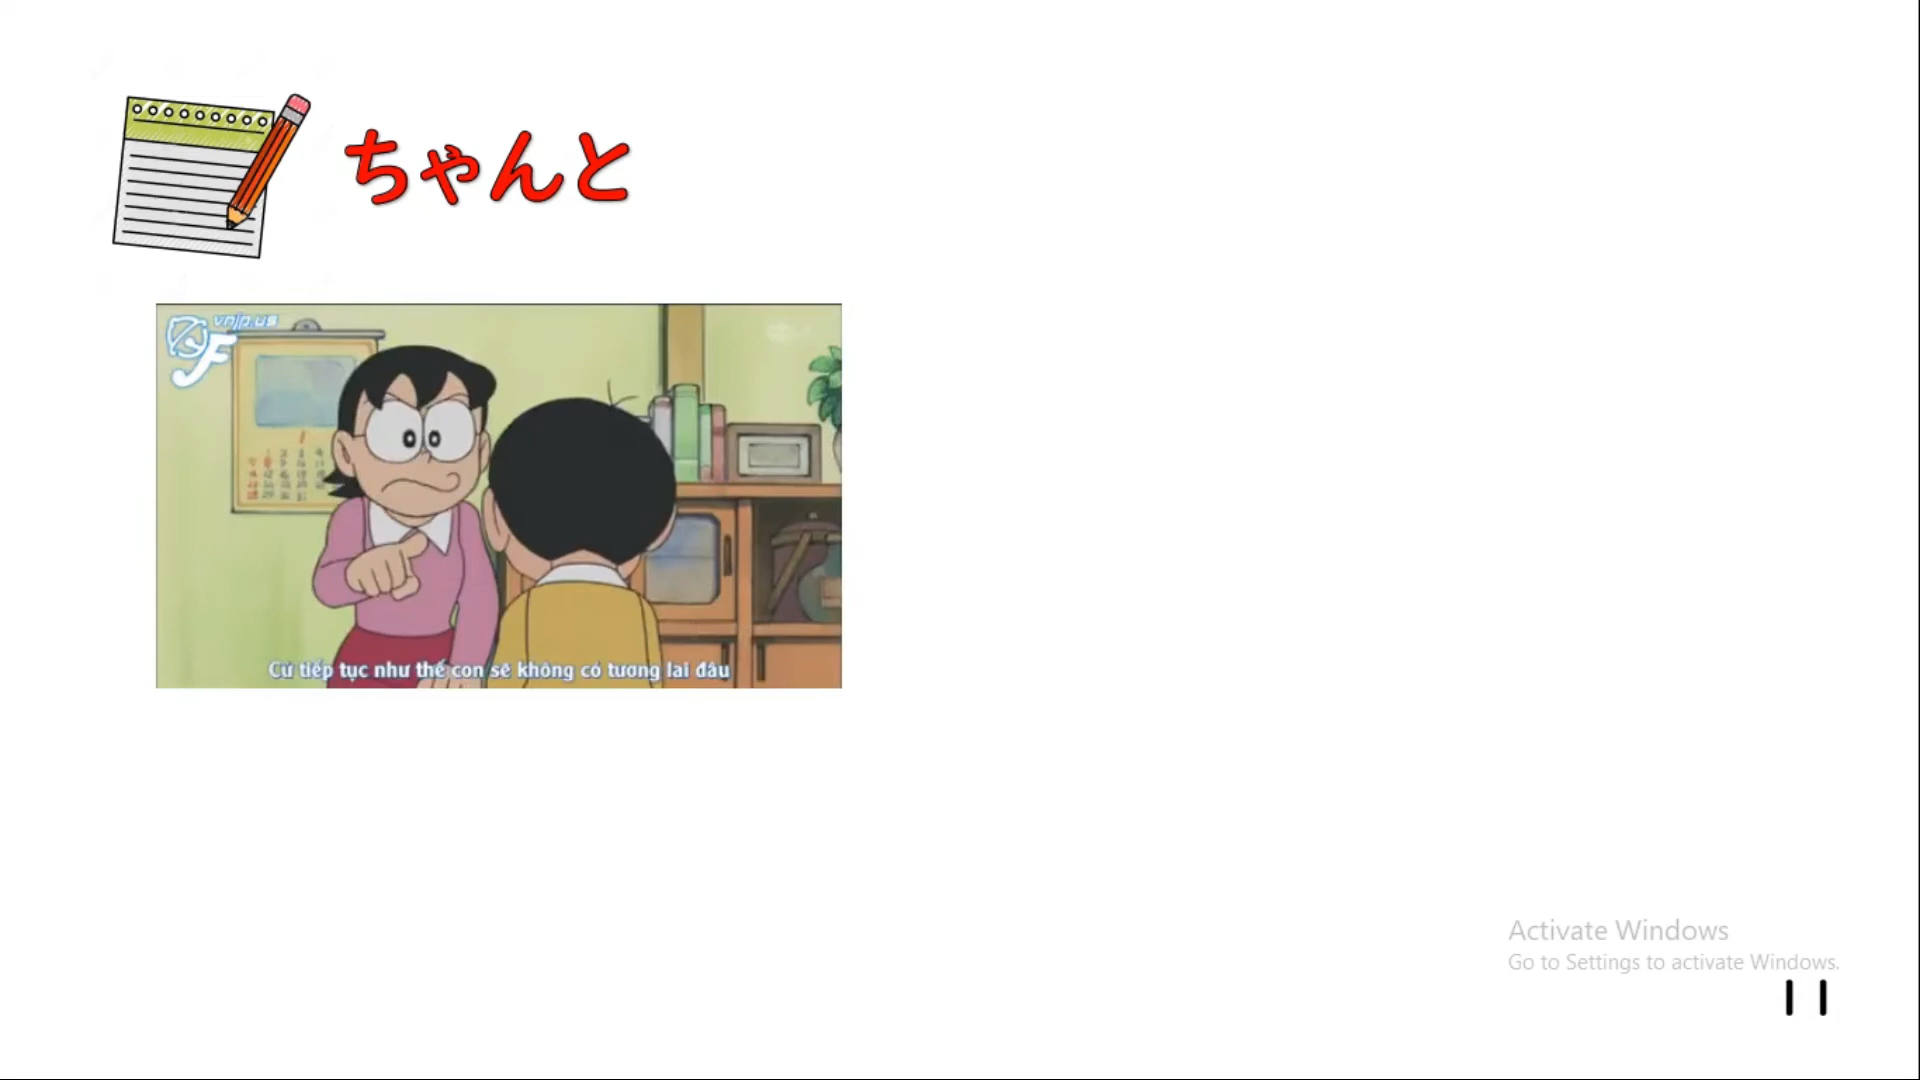 ちゃんと
vnjp.us
Cứ tiếp tục như thế con sẽ không có tương lai đâu
Activate Windows
Go to Settings to activate Windows.
11